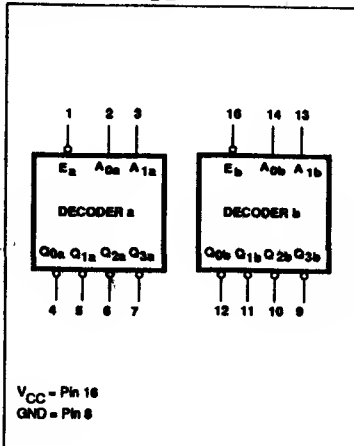 1 2 3 16 14 13
Ea A0a A1a Eb A0b A1b
DECODER a DECODER b
Q0a Q1a Q2a Q3a Q0b Q1b Q2b Q3b
4 5 6 7 12 11 10 9
VCC = Pin 16
GND = Pin 8